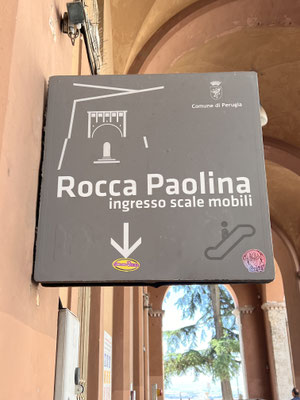 Comune di Perugia
Rocca Paolina
ingresso scale mobili